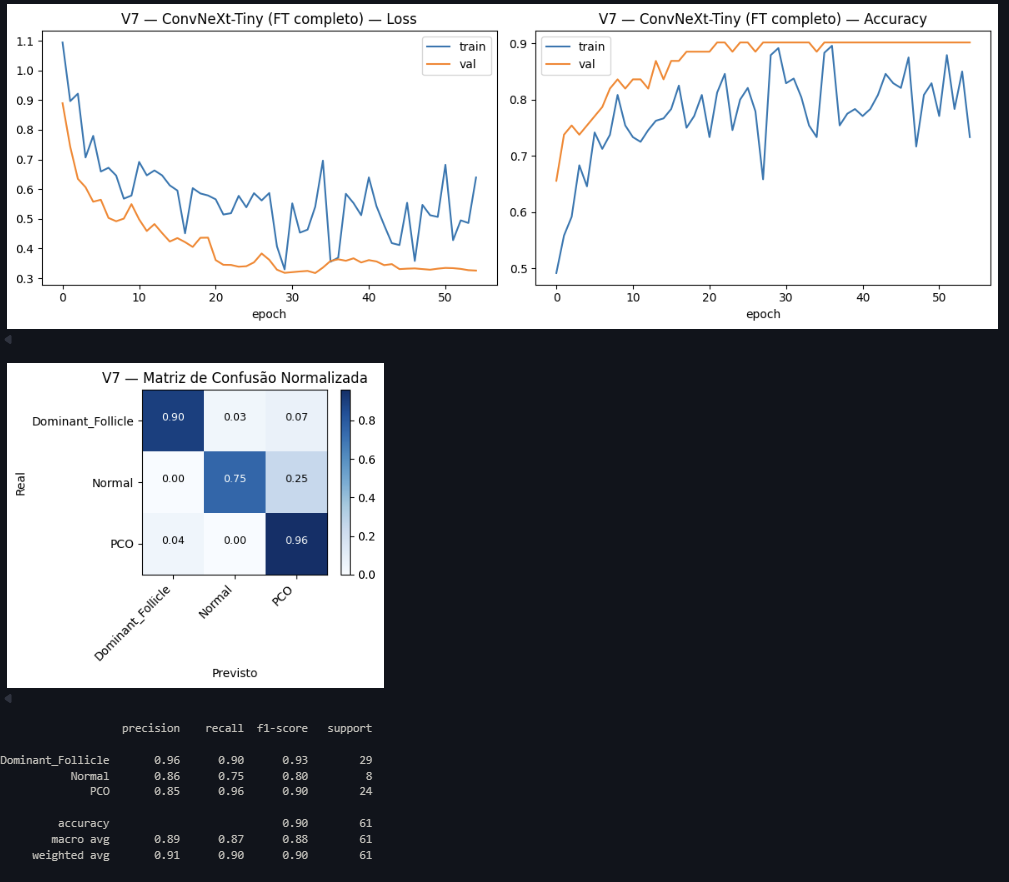 V7 — ConvNeXt-Tiny (FT completo) — Loss
1.1
1.0
0.9
0.8
0.7
0.6
0.5
0.4
0.3
train
val
0 10 20 30 40 50
epoch
V7 — ConvNeXt-Tiny (FT completo) — Accuracy
0.9
0.8
0.7
0.6
0.5
train
val
0 10 20 30 40 50
epoch
V7 — Matriz de Confusão Normalizada
Real
Dominant_Follicle 0.90 0.03 0.07
Normal 0.00 0.75 0.25
PCO 0.04 0.00 0.96
0.8
0.6
0.4
0.2
0.0
Dominant_Follicle Normal PCO
Previsto
precision recall f1-score support
Dominant_Follicle 0.96 0.90 0.93 29
Normal 0.86 0.75 0.80 8
PCO 0.85 0.96 0.90 24
accuracy 0.90 61
macro avg 0.89 0.87 0.88 61
weighted avg 0.91 0.90 0.90 61